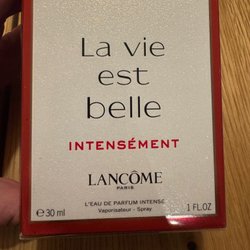 La vie
est
belle
INTENSÉMENT
LANCÔME
PARIS
L'EAU DE PARFUM INTENSE
Vaporisateur - Spray
℮ 30 ml 1 FL.OZ